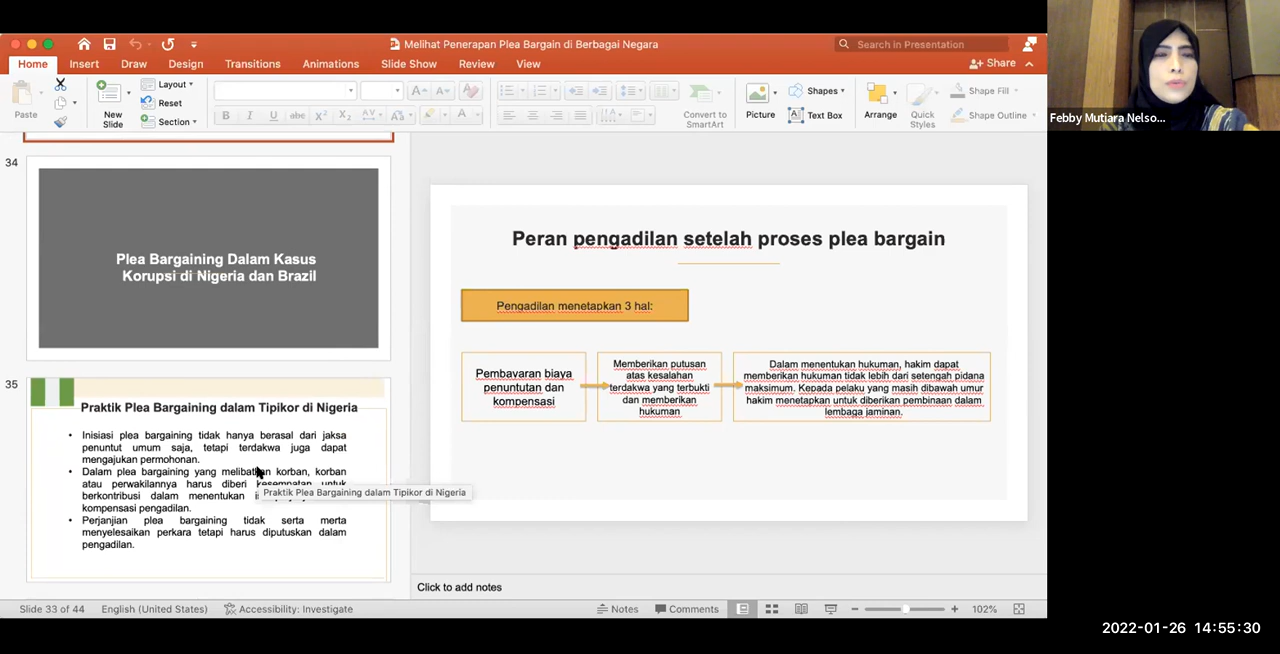 Melihat Penerapan Plea Bargain di Berbagai Negara
Search in Presentation
Home Insert Draw Design Transitions Animations Slide Show Review View
Share
Paste
New
Slide
Layout
Reset
Section
Convert to
SmartArt
Picture
Shapes
Text Box
Arrange
Quick
Styles
Shape Fill
Shape Outline
Febby Mutiara Nelso...
34
Plea Bargaining Dalam Kasus
Korupsi di Nigeria dan Brazil
35
Praktik Plea Bargaining dalam Tipikor di Nigeria
• Inisiasi plea bargaining tidak hanya berasal dari jaksa
penuntut umum saja, tetapi terdakwa juga dapat
mengajukan permohonan.
• Dalam plea bargaining yang melibatkan korban, korban
atau perwakilannya harus diberi kesempatan untuk
berkontribusi dalam menentukan
kompensasi pengadilan.
• Perjanjian plea bargaining tidak serta merta
menyelesaikan perkara tetapi harus diputuskan dalam
pengadilan.
Praktik Plea Bargaining dalam Tipikor di Nigeria
Peran pengadilan setelah proses plea bargain
Pengadilan menetapkan 3 hal:
Pembayaran biaya
penuntutan dan
kompensasi
Memberikan putusan
atas kesalahan
terdakwa yang terbukti
dan memberikan
hukuman
Dalam menentukan hukuman, hakim dapat
memberikan hukuman tidak lebih dari setengah pidana
maksimum. Kepada pelaku yang masih dibawah umur
hakim menetapkan untuk diberikan pembinaan dalam
lembaga jaminan.
Click to add notes
Slide 33 of 44 English (United States) Accessibility: Investigate
Notes Comments 102%
2022-01-26 14:55:30